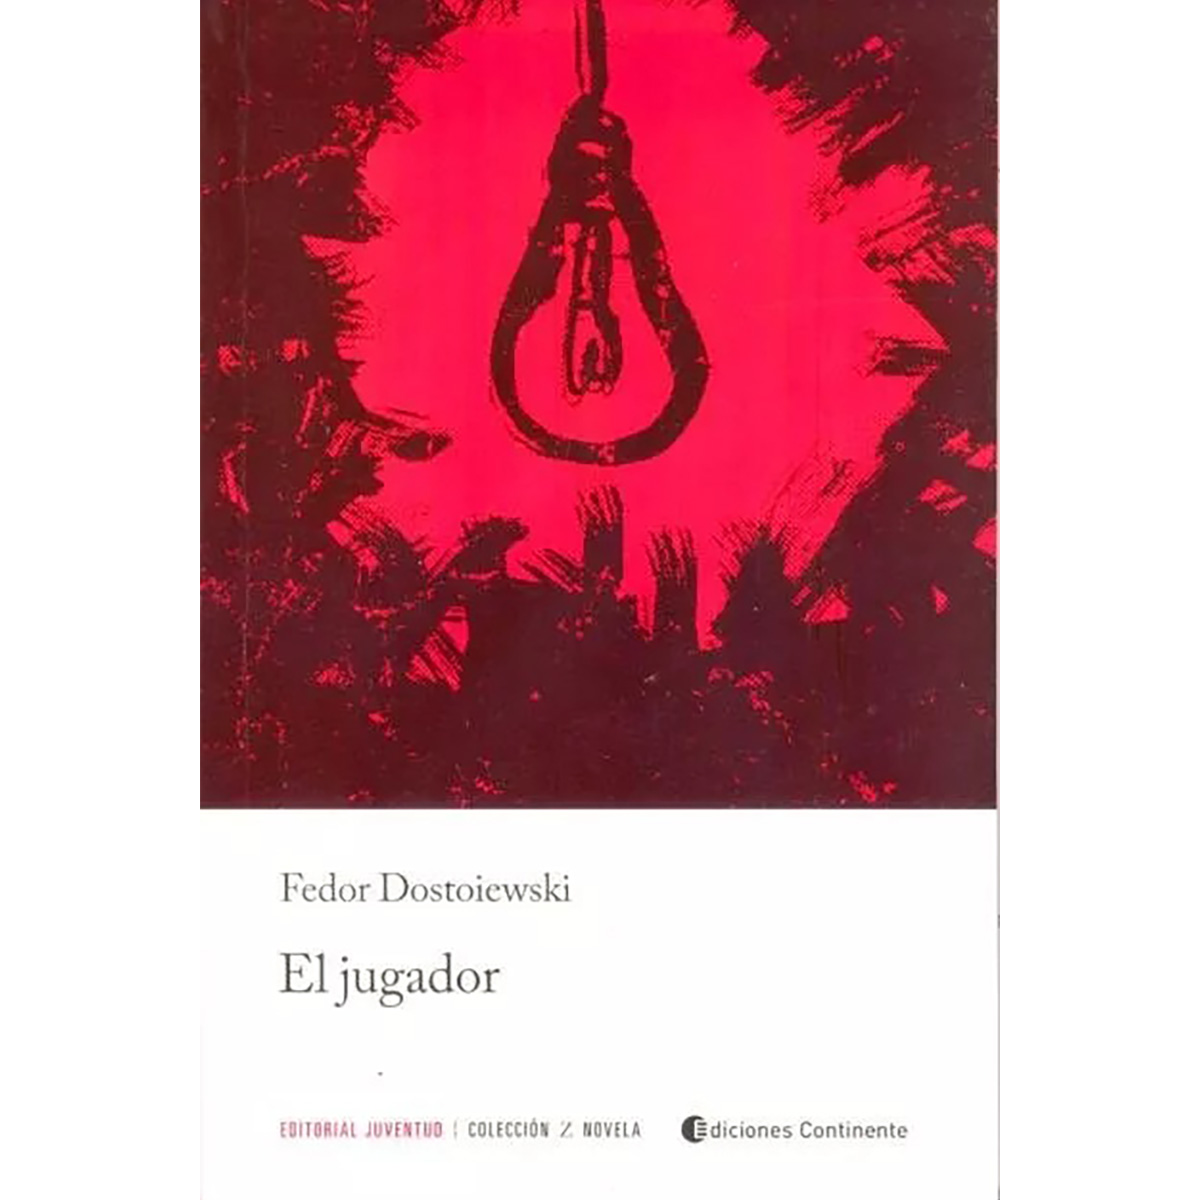 Fedor Dostoiewski
El jugador
EDITORIAL JUVENTUD | COLECCIÓN Z NOVELA Ediciones Continente